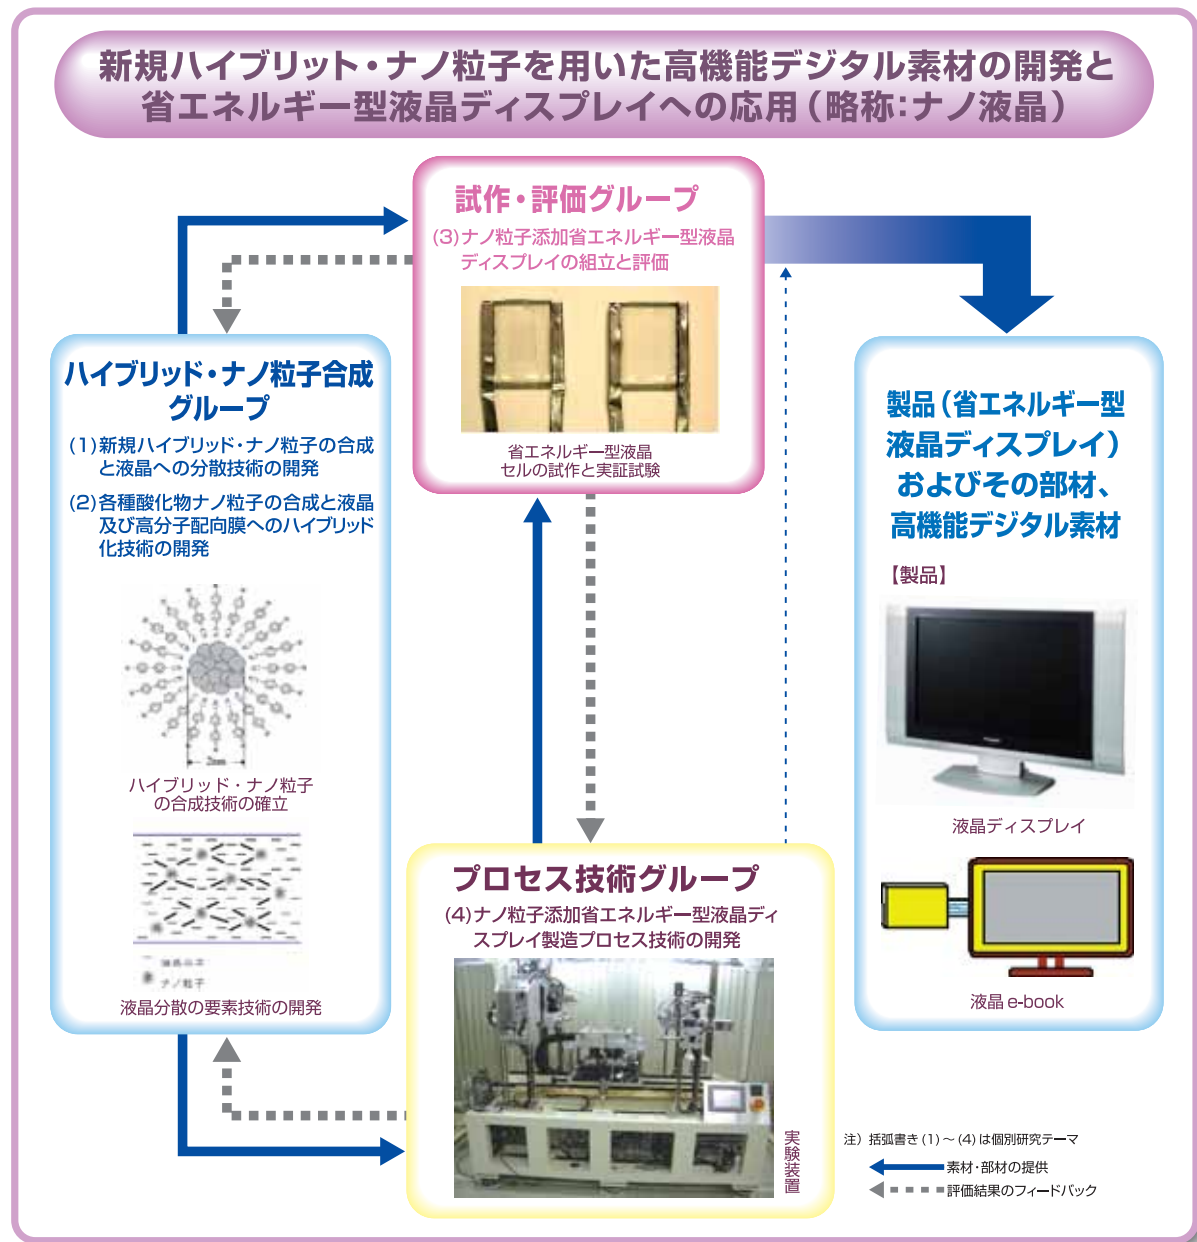 新規ハイブリット・ナノ粒子を用いた高機能デジタル素材の開発と
省エネルギー型液晶ディスプレイへの応用（略称：ナノ液晶）
試作・評価グループ
(3)ナノ粒子添加省エネルギー型液晶
ディスプレイの組立と評価
省エネルギー型液晶
セルの試作と実証試験
ハイブリッド・ナノ粒子合成
グループ
(1)新規ハイブリッド・ナノ粒子の合成
と液晶への分散技術の開発
(2)各種酸化物ナノ粒子の合成と液晶
及び高分子配向膜へのハイブリッド
化技術の開発
2nm
ハイブリッド・ナノ粒子
の合成技術の確立
液晶分子
ナノ粒子
液晶分散の要素技術の開発
プロセス技術グループ
(4)ナノ粒子添加省エネルギー型液晶ディ
スプレイ製造プロセス技術の開発
実験装置
製品（省エネルギー型
液晶ディスプレイ）
およびその部材、
高機能デジタル素材
【製品】
液晶ディスプレイ
液晶 e-book
注）括弧書き (1) ～ (4) は個別研究テーマ
素材・部材の提供
評価結果のフィードバック